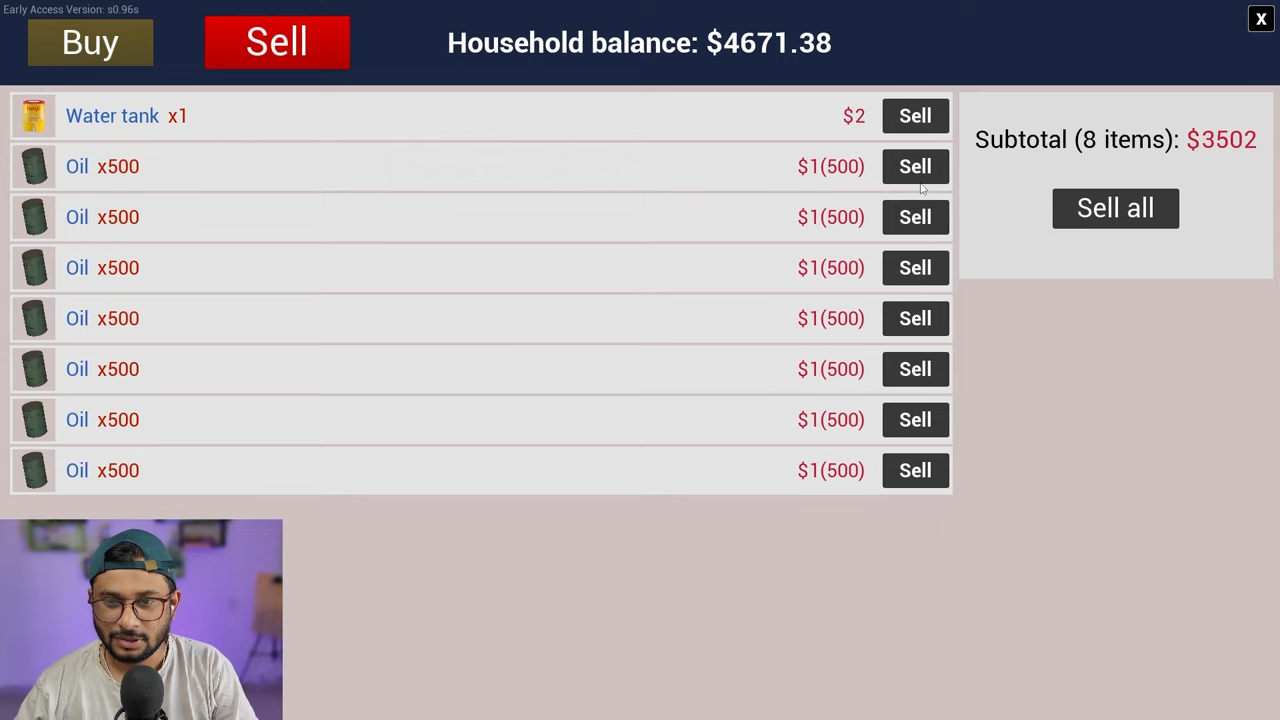 Early Access Version: s0.96s
Buy
Sell
Household balance: $4671.38
X
Water tank x1 $2 Sell
Oil x500 $1(500) Sell
Oil x500 $1(500) Sell
Oil x500 $1(500) Sell
Oil x500 $1(500) Sell
Oil x500 $1(500) Sell
Oil x500 $1(500) Sell
Oil x500 $1(500) Sell
Subtotal (8 items): $3502
Sell all